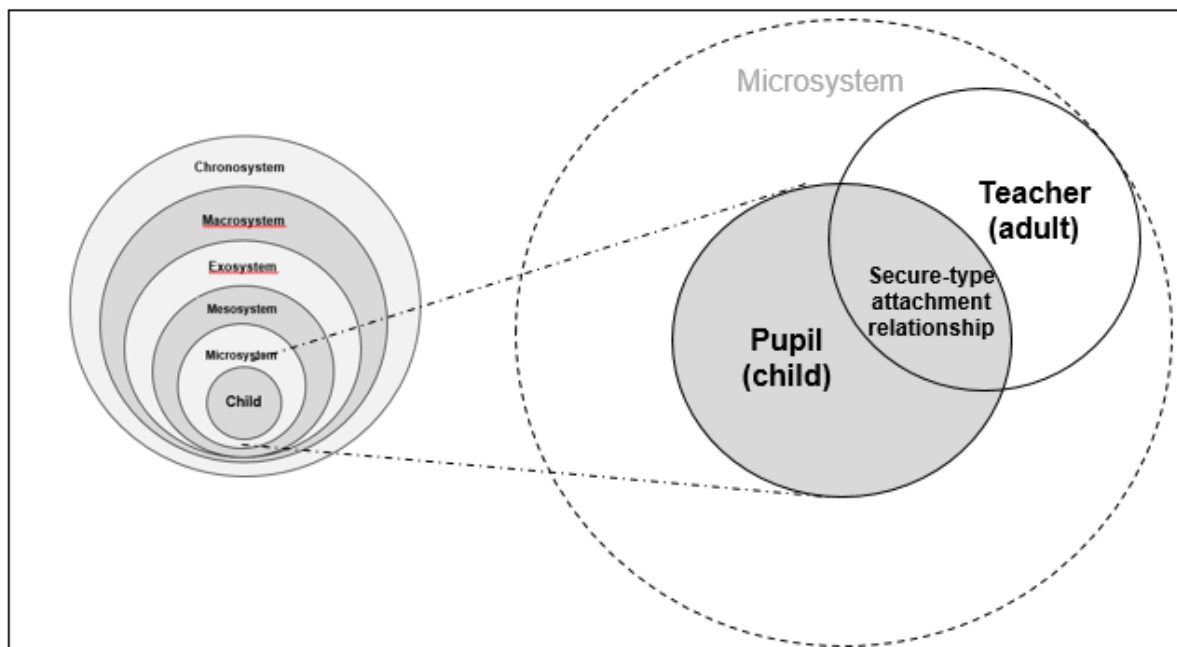 Chronosystem
Macrosystem
Exosystem
Mesosystem
Microsystem
Child
Microsystem
Teacher
(adult)
Secure-type
attachment
relationship
Pupil
(child)